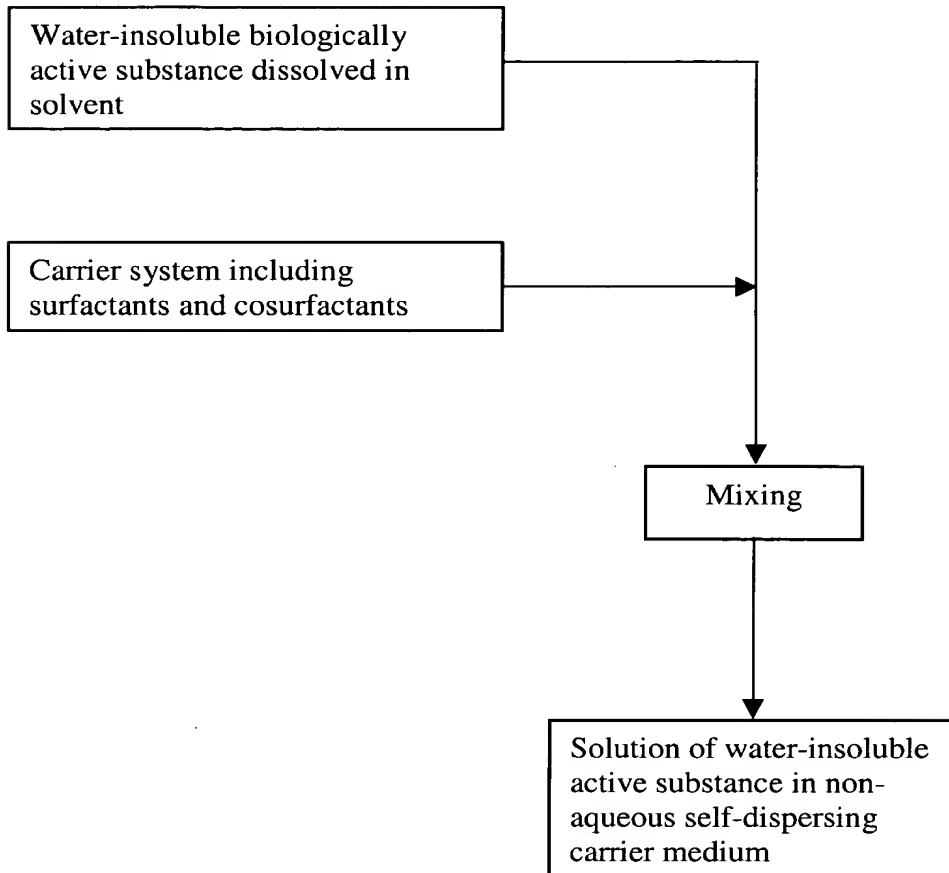 Water-insoluble biologically
active substance dissolved in
solvent
Carrier system including
surfactants and cosurfactants
Mixing
Solution of water-insoluble
active substance in non-
aqueous self-dispersing
carrier medium